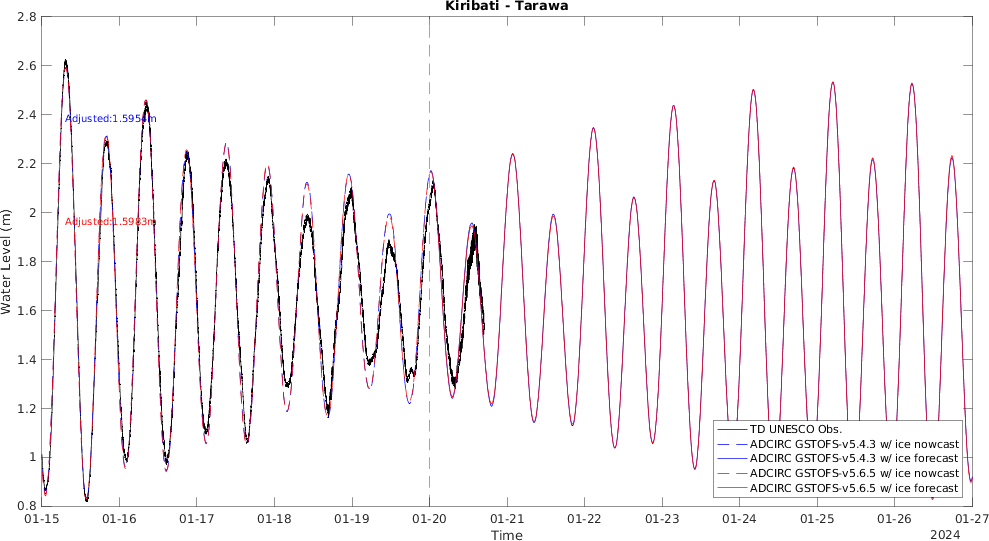 Kiribati - Tarawa
2.8
2.6
2.4
2.2
2
1.8
1.6
1.4
1.2
1
0.8
Water Level (m)
Adjusted:1.5954m
Adjusted:1.5983m
TD UNESCO Obs.
ADCIRC GSTOFS-v5.4.3 w/ ice nowcast
ADCIRC GSTOFS-v5.4.3 w/ ice forecast
ADCIRC GSTOFS-v5.6.5 w/ ice nowcast
ADCIRC GSTOFS-v5.6.5 w/ ice forecast
01-15 01-16 01-17 01-18 01-19 01-20 01-21 01-22 01-23 01-24 01-25 01-26 01-27
Time
2024